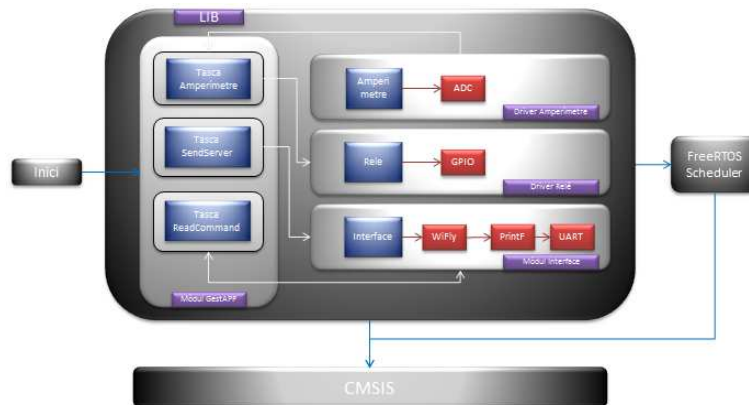 LIB
Tasca
Amperimetre
Tasca
SendServer
Tasca
ReadCommand
Modul GestAPP
Amperi
metre
ADC
Driver Amperimetre
Rele
GPIO
Driver Relé
Interface
WiFly
PrintF
UART
Modul Interface
Inici
FreeRTOS
Scheduler
CMSIS